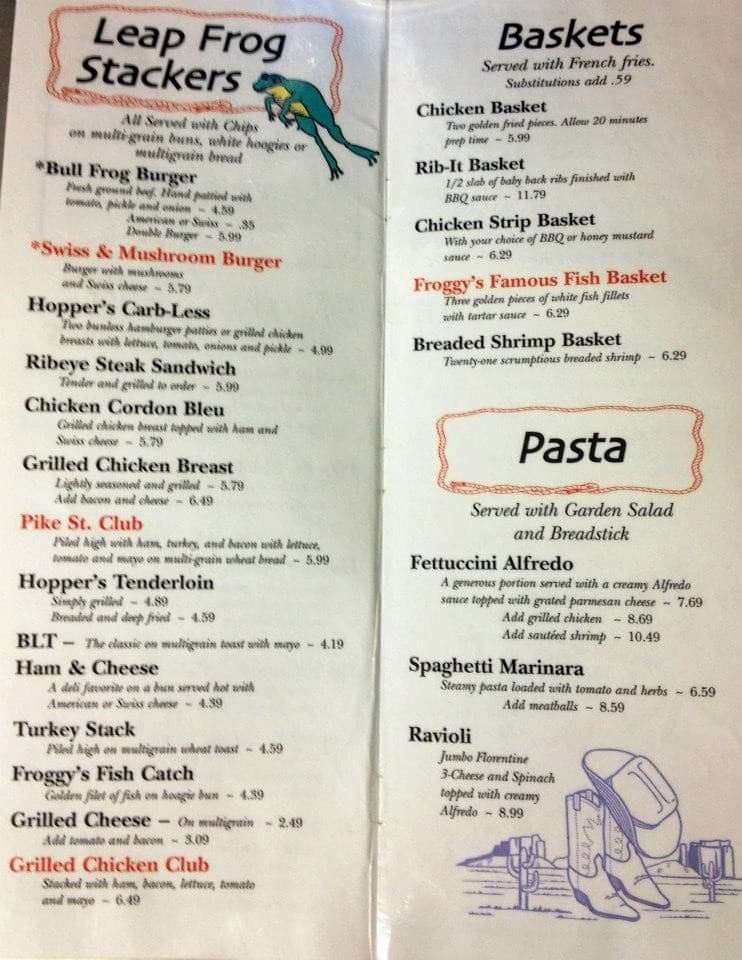 Leap Frog
Stackers
All Served with Chips
on multi-grain buns, white hoogies or
multigrain bread
*Bull Frog Burger
Fresh ground beef. Hand pattied with
tomato, pickle and onion ~ 4.59
American or Swiss ~ .35
Double Burger ~ 5.99
*Swiss & Mushroom Burger
Burger with mushrooms
and Swiss cheese ~ 5.79
Hopper's Carb-Less
Two bunless hamburger patties or grilled chicken
breasts with lettuce, tomato, onions and pickle ~ 4.99
Ribeye Steak Sandwich
Tender and grilled to order ~ 5.99
Chicken Cordon Bleu
Grilled chicken breast topped with ham and
Swiss cheese ~ 5.79
Grilled Chicken Breast
Lightly seasoned and grilled ~ 5.79
Add bacon and cheese ~ 6.49
Pike St. Club
Piled high with ham, turkey, and bacon with lettuce,
tomato and mayo on multi-grain wheat bread ~ 5.99
Hopper's Tenderloin
Simply grilled ~ 4.89
Breaded and deep fried ~ 4.59
BLT – The classic on multigrain toast with mayo ~ 4.19
Ham & Cheese
A deli favorite on a bun served hot with
American or Swiss cheese ~ 4.39
Turkey Stack
Piled high on multigrain wheat toast ~ 4.59
Froggy's Fish Catch
Golden filet of fish on hoagie bun ~ 4.39
Grilled Cheese – On multigrain ~ 2.49
Add tomato and bacon ~ 3.09
Grilled Chicken Club
Stacked with ham, bacon, lettuce, tomato
and mayo ~ 6.49
Baskets
Served with French fries.
Substitutions add .59
Chicken Basket
Two golden fried pieces. Allow 20 minutes
prep time ~ 5.99
Rib-It Basket
1/2 slab of baby back ribs finished with
BBQ sauce ~ 11.79
Chicken Strip Basket
With your choice of BBQ or honey mustard
sauce ~ 6.29
Froggy's Famous Fish Basket
Three golden pieces of white fish fillets
with tartar sauce ~ 6.29
Breaded Shrimp Basket
Twenty-one scrumptious breaded shrimp ~ 6.29
Pasta
Served with Garden Salad
and Breadstick
Fettuccini Alfredo
A generous portion served with a creamy Alfredo
sauce topped with grated parmesan cheese ~ 7.69
Add grilled chicken ~ 8.69
Add sautéed shrimp ~ 10.49
Spaghetti Marinara
Steamy pasta loaded with tomato and herbs ~ 6.59
Add meatballs ~ 8.59
Ravioli
Jumbo Florentine
3-Cheese and Spinach
topped with creamy
Alfredo ~ 8.99